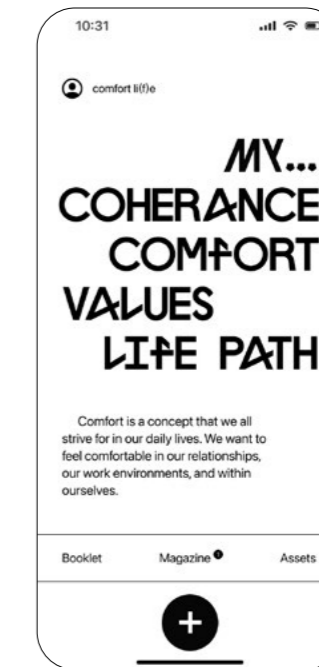 10:31
comfort li(f)e
MY...
COHERANCE
COMFORT
VALUES
LIFE PATH
Comfort is a concept that we all
strive for in our daily lives. We want to
feel comfortable in our relationships,
our work environments, and within
ourselves.
Booklet Magazine Assets
+